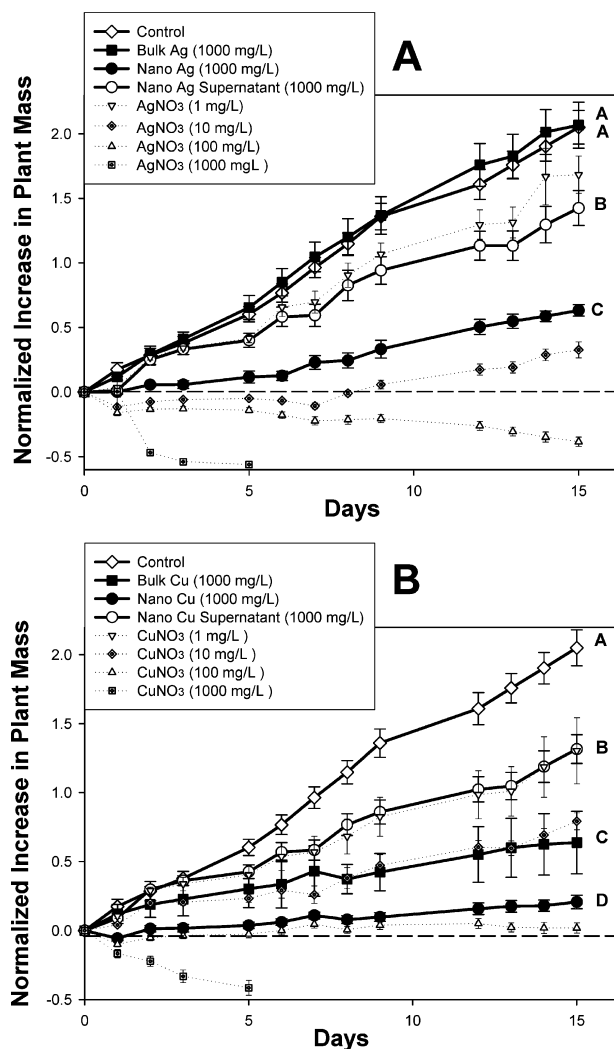 Control
Bulk Ag (1000 mg/L)
Nano Ag (1000 mg/L)
Nano Ag Supernatant (1000 mg/L)
AgNO3 (1 mg/L)
AgNO3 (10 mg/L)
AgNO3 (100 mg/L)
AgNO3 (1000 mgL )
A
Normalized Increase in Plant Mass
2.0
1.5
1.0
0.5
0.0
-0.5
A
A
B
C
0
5
10
15
Days
Control
Bulk Cu (1000 mg/L)
Nano Cu (1000 mg/L)
Nano Cu Supernatant (1000 mg/L)
CuNO3 (1 mg/L )
CuNO3 (10 mg/L )
CuNO3 (100 mg/L )
CuNO3 (1000 mg/L )
B
Normalized Increase in Plant Mass
2.0
1.5
1.0
0.5
0.0
-0.5
A
B
C
D
0
5
10
15
Days